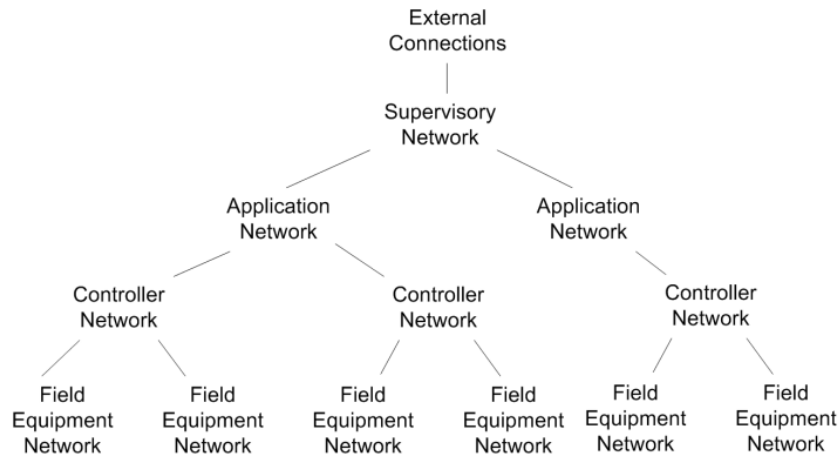 External
Connections
Supervisory
Network
Application
Network
Application
Network
Controller
Network
Controller
Network
Controller
Network
Field
Equipment
Network
Field
Equipment
Network
Field
Equipment
Network
Field
Equipment
Network
Field
Equipment
Network
Field
Equipment
Network